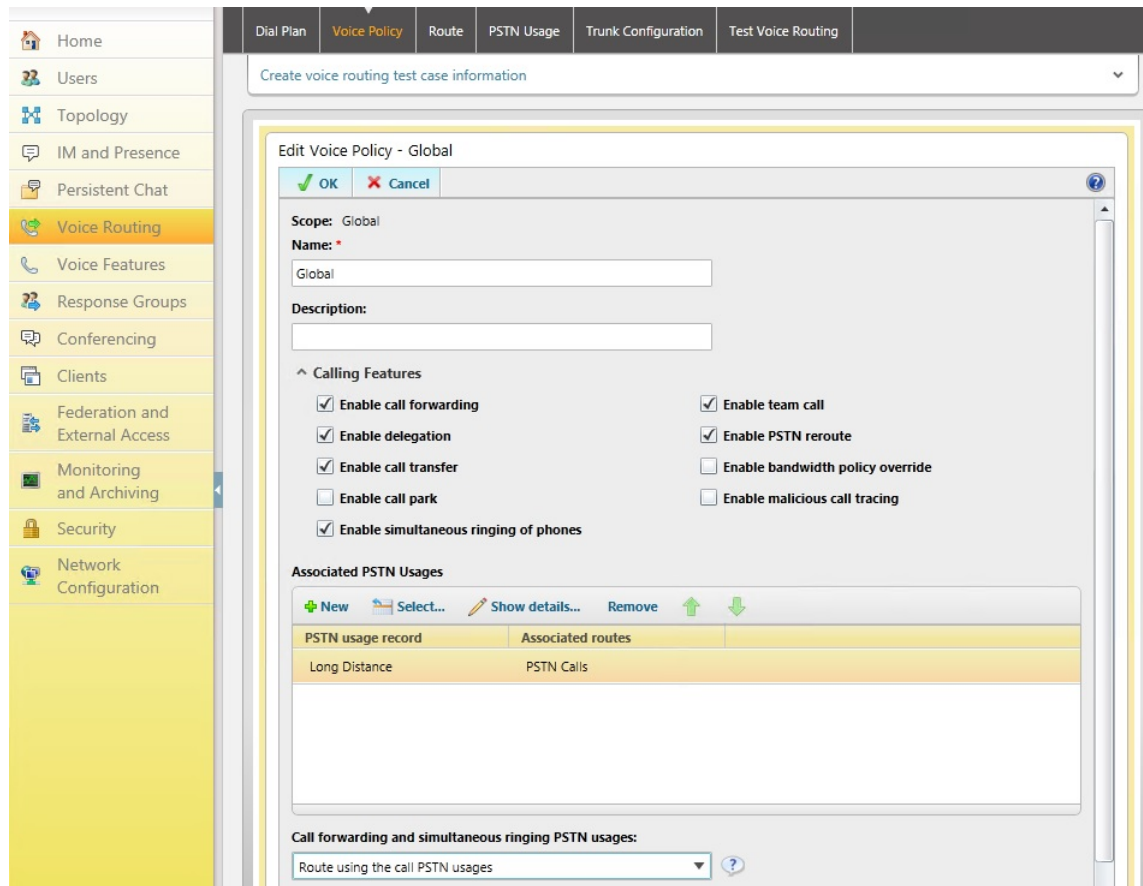 Home
Users
Topology
IM and Presence
Persistent Chat
Voice Routing
Voice Features
Response Groups
Conferencing
Clients
Federation and
External Access
Monitoring
and Archiving
Security
Network
Configuration
Dial Plan Voice Policy Route PSTN Usage Trunk Configuration Test Voice Routing
Create voice routing test case information
Edit Voice Policy - Global
OK Cancel
Scope: Global
Name: *
Global
Description:
Calling Features
Enable call forwarding Enable team call
Enable delegation Enable PSTN reroute
Enable call transfer Enable bandwidth policy override
Enable call park Enable malicious call tracing
Enable simultaneous ringing of phones
Associated PSTN Usages
New Select... Show details... Remove
PSTN usage record Associated routes
Long Distance PSTN Calls
Call forwarding and simultaneous ringing PSTN usages:
Route using the call PSTN usages